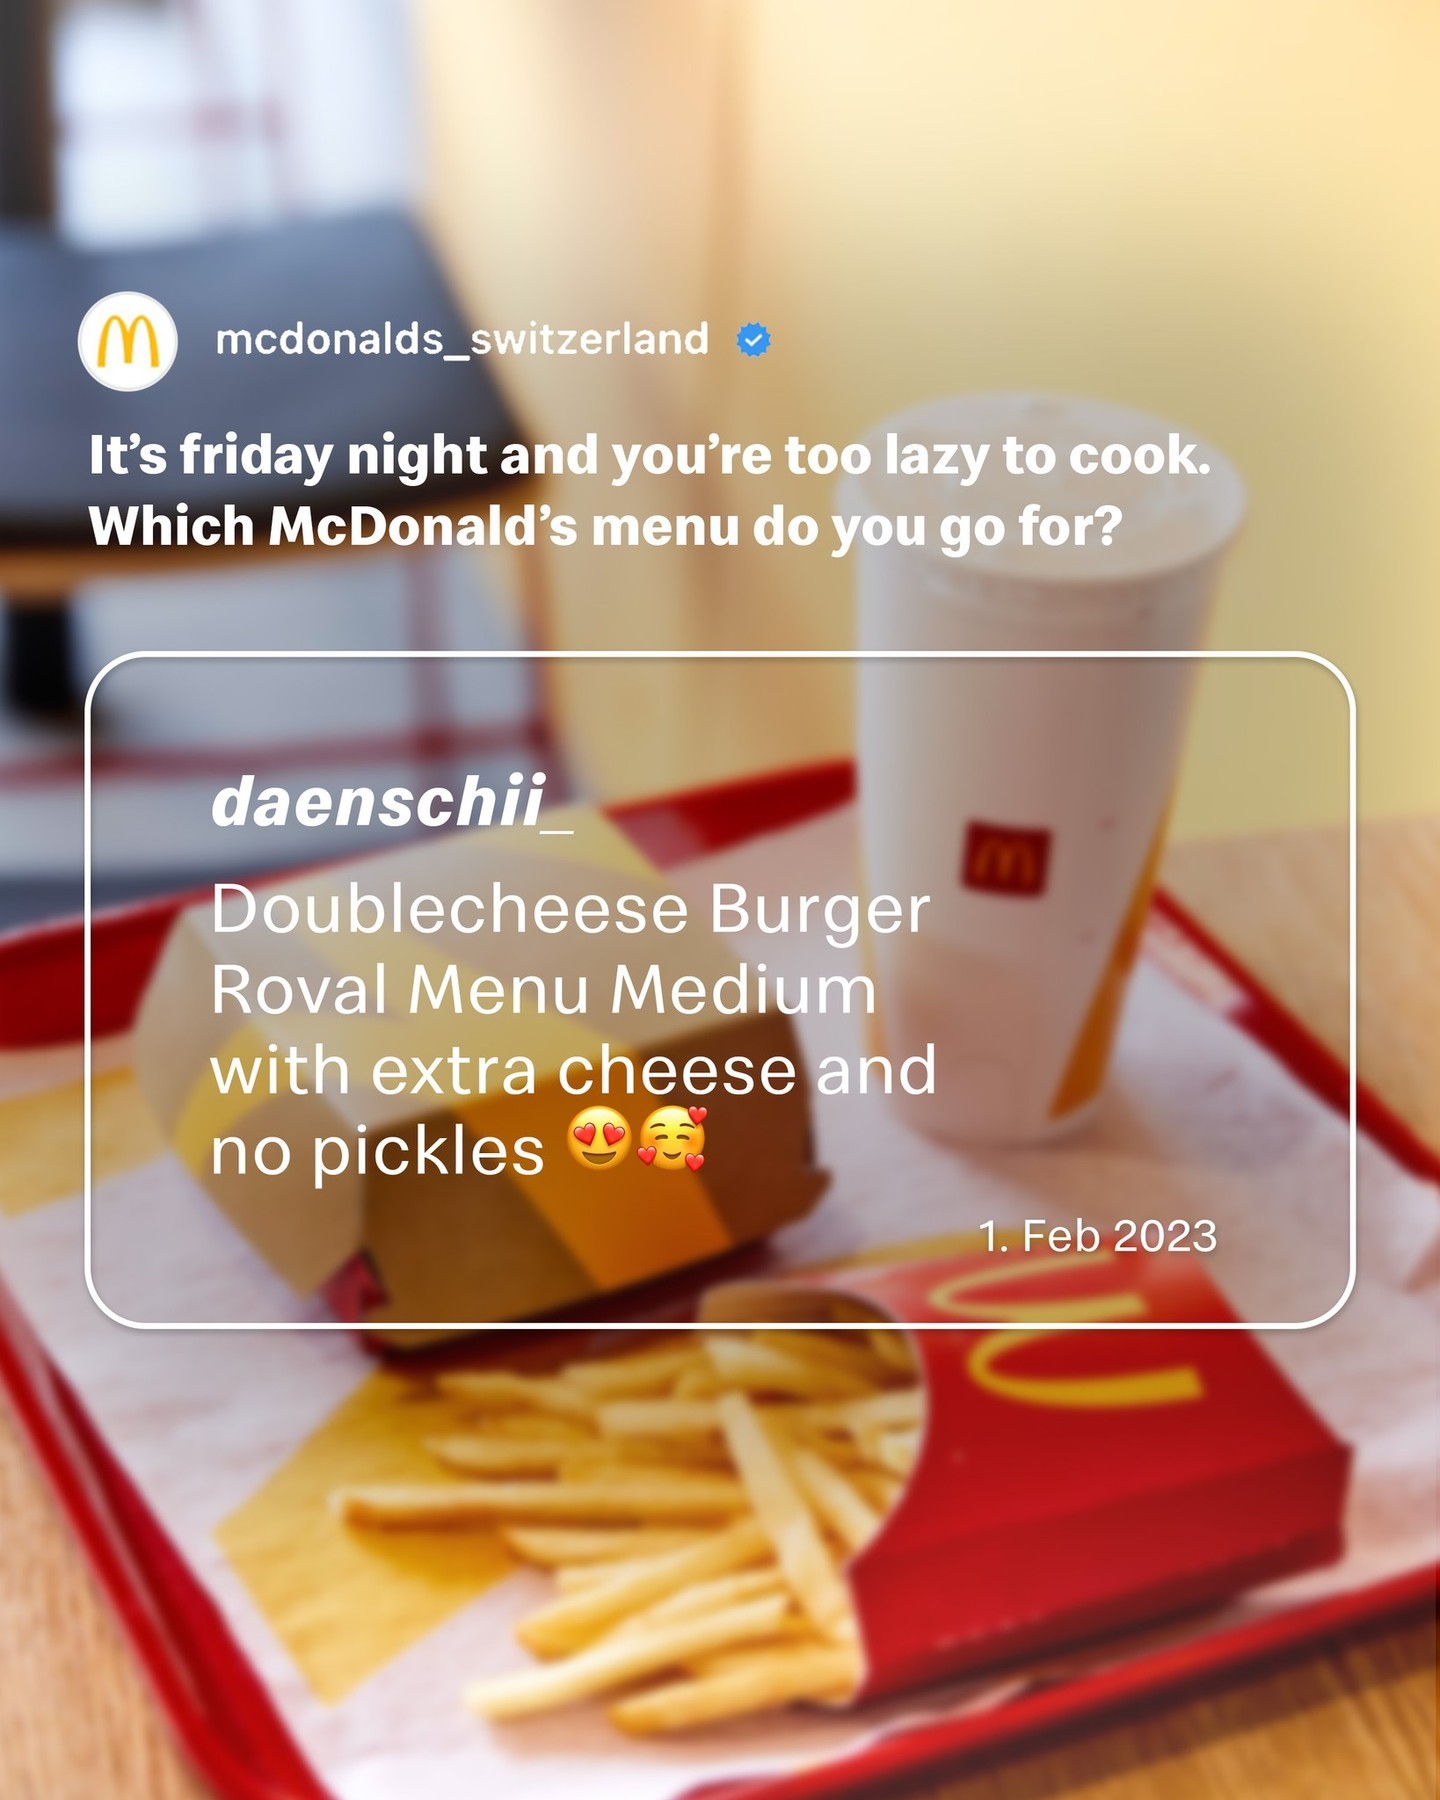 mcdonalds_switzerland
It's friday night and you're too lazy to cook.
Which McDonald's menu do you go for?
daenschii_
Doublecheese Burger
Roval Menu Medium
with extra cheese and
no pickles 😍🥰
1. Feb 2023